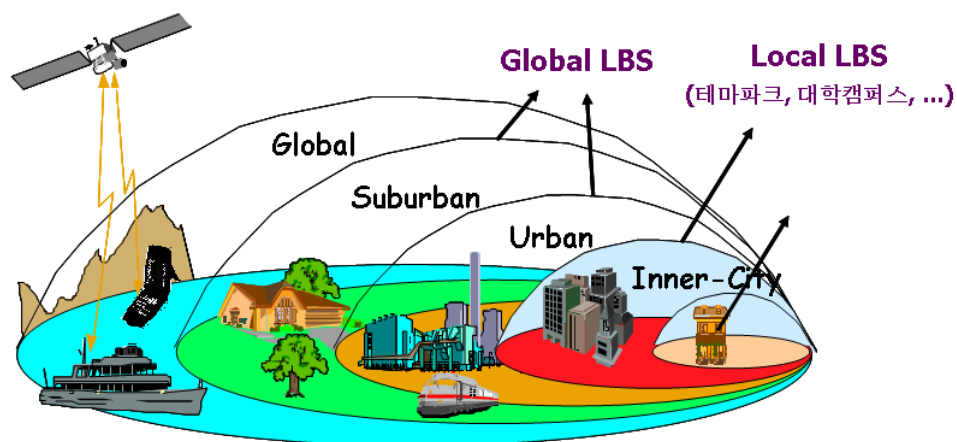 Global LBS
Local LBS
(테마파크, 대학캠퍼스, ...)
Global
Suburban
Urban
Inner-City